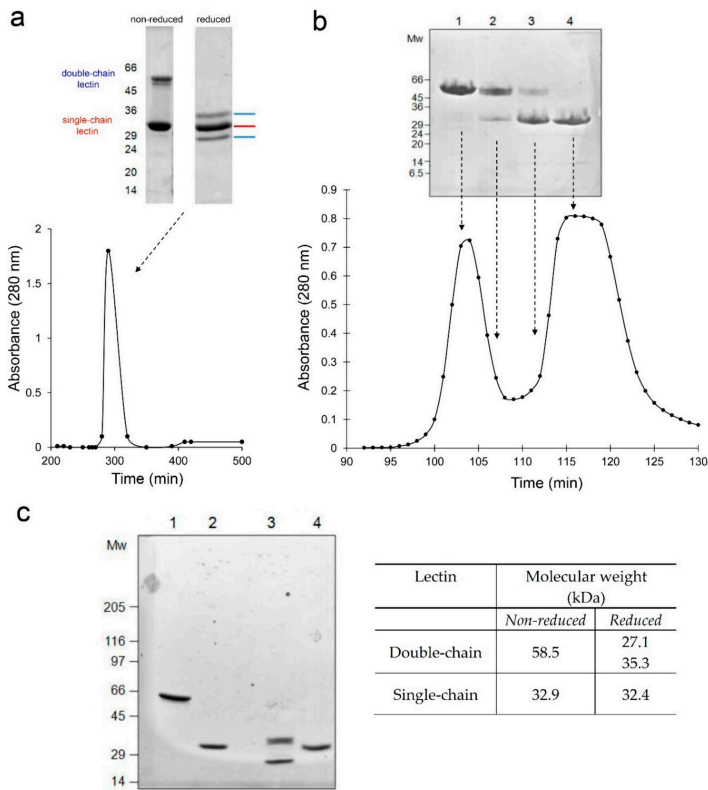 a
non-reduced reduced
double-chain
lectin
single-chain
lectin
66
45
36
29
24
20
14
Absorbance (280 nm)
2
1.5
1
0.5
0
200 300 400 500
Time (min)
b
1 2 3 4
Mw
66
45
36
29
24
20
14
6.5
Absorbance (280 nm)
0.9
0.8
0.7
0.6
0.5
0.4
0.3
0.2
0.1
0
90 95 100 105 110 115 120 125 130
Time (min)
c
1 2 3 4
Mw
205
116
97
66
45
29
14
Lectin Molecular weight
(kDa)
Non-reduced Reduced
Double-chain 58.5 27.1
35.3
Single-chain 32.9 32.4